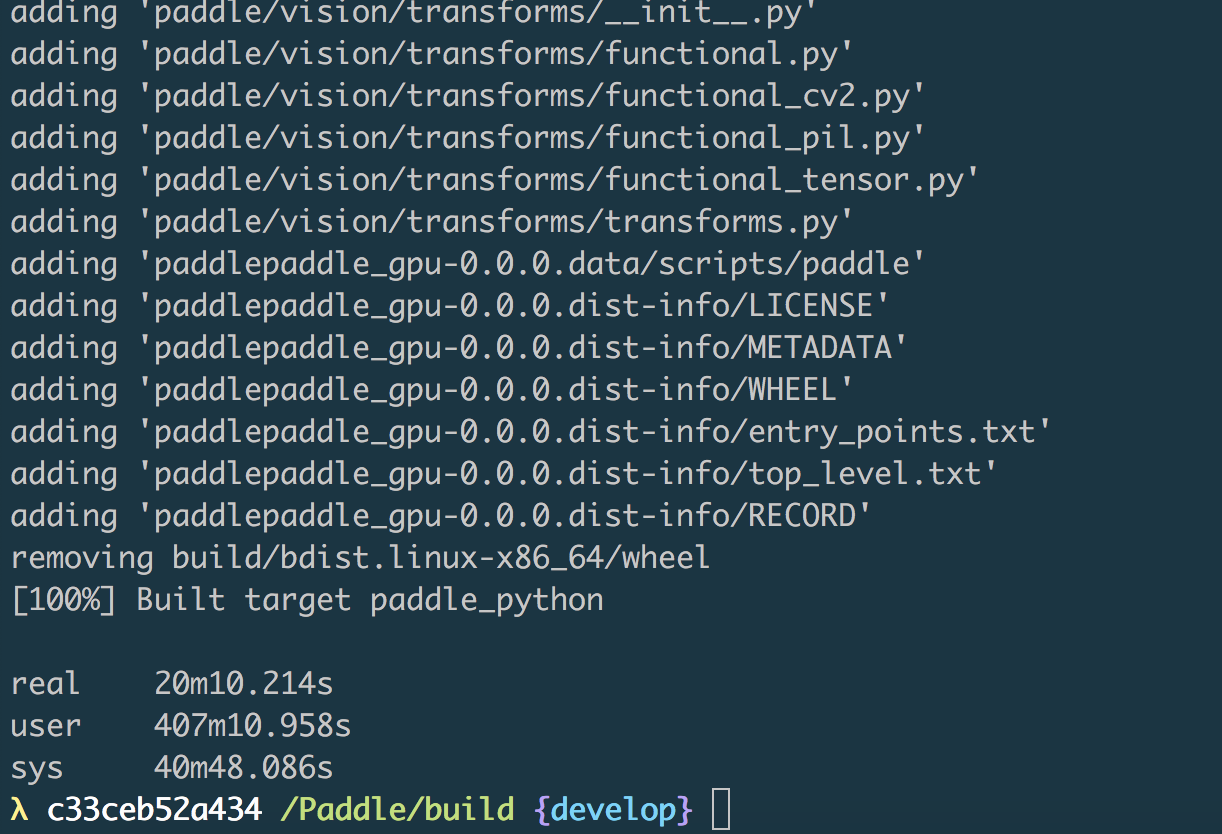 adding 'paddle/vision/transforms/__init__.py'
adding 'paddle/vision/transforms/functional.py'
adding 'paddle/vision/transforms/functional_cv2.py'
adding 'paddle/vision/transforms/functional_pil.py'
adding 'paddle/vision/transforms/functional_tensor.py'
adding 'paddle/vision/transforms/transforms.py'
adding 'paddlepaddle_gpu-0.0.0.data/scripts/paddle'
adding 'paddlepaddle_gpu-0.0.0.dist-info/LICENSE'
adding 'paddlepaddle_gpu-0.0.0.dist-info/METADATA'
adding 'paddlepaddle_gpu-0.0.0.dist-info/WHEEL'
adding 'paddlepaddle_gpu-0.0.0.dist-info/entry_points.txt'
adding 'paddlepaddle_gpu-0.0.0.dist-info/top_level.txt'
adding 'paddlepaddle_gpu-0.0.0.dist-info/RECORD'
removing build/bdist.linux-x86_64/wheel
[100%] Built target paddle_python
real 20m10.214s
user 407m10.958s
sys 40m48.086s
λ c33ceb52a434 /Paddle/build {develop}